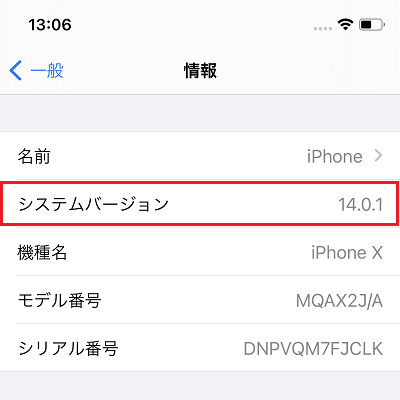 13:06
一般
情報
名前 iPhone
システムバージョン 14.0.1
機種名 iPhone X
モデル番号 MQAX2J/A
シリアル番号 DNPVQM7FJCLK